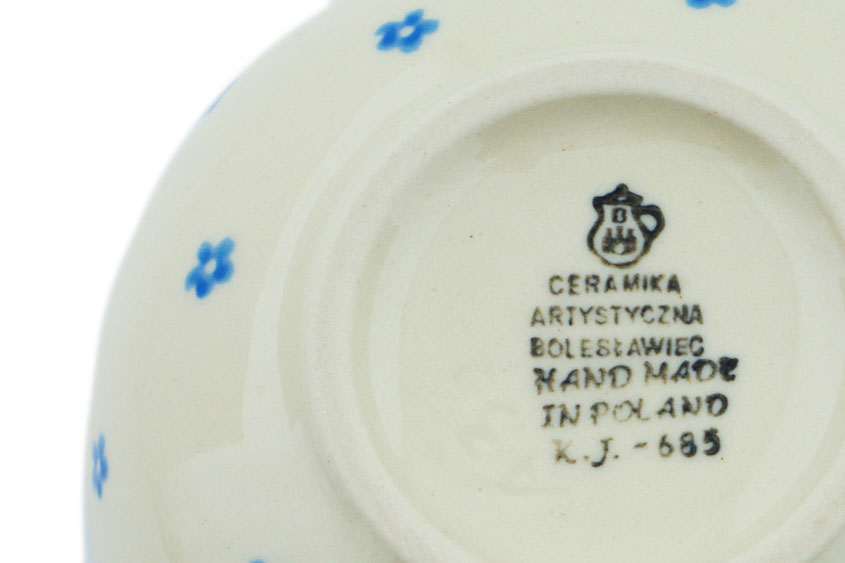 B
CERAMIKA
ARTYSTYCZNA
BOLESŁAWIEC
HAND MADE
IN POLAND
K.J.-685